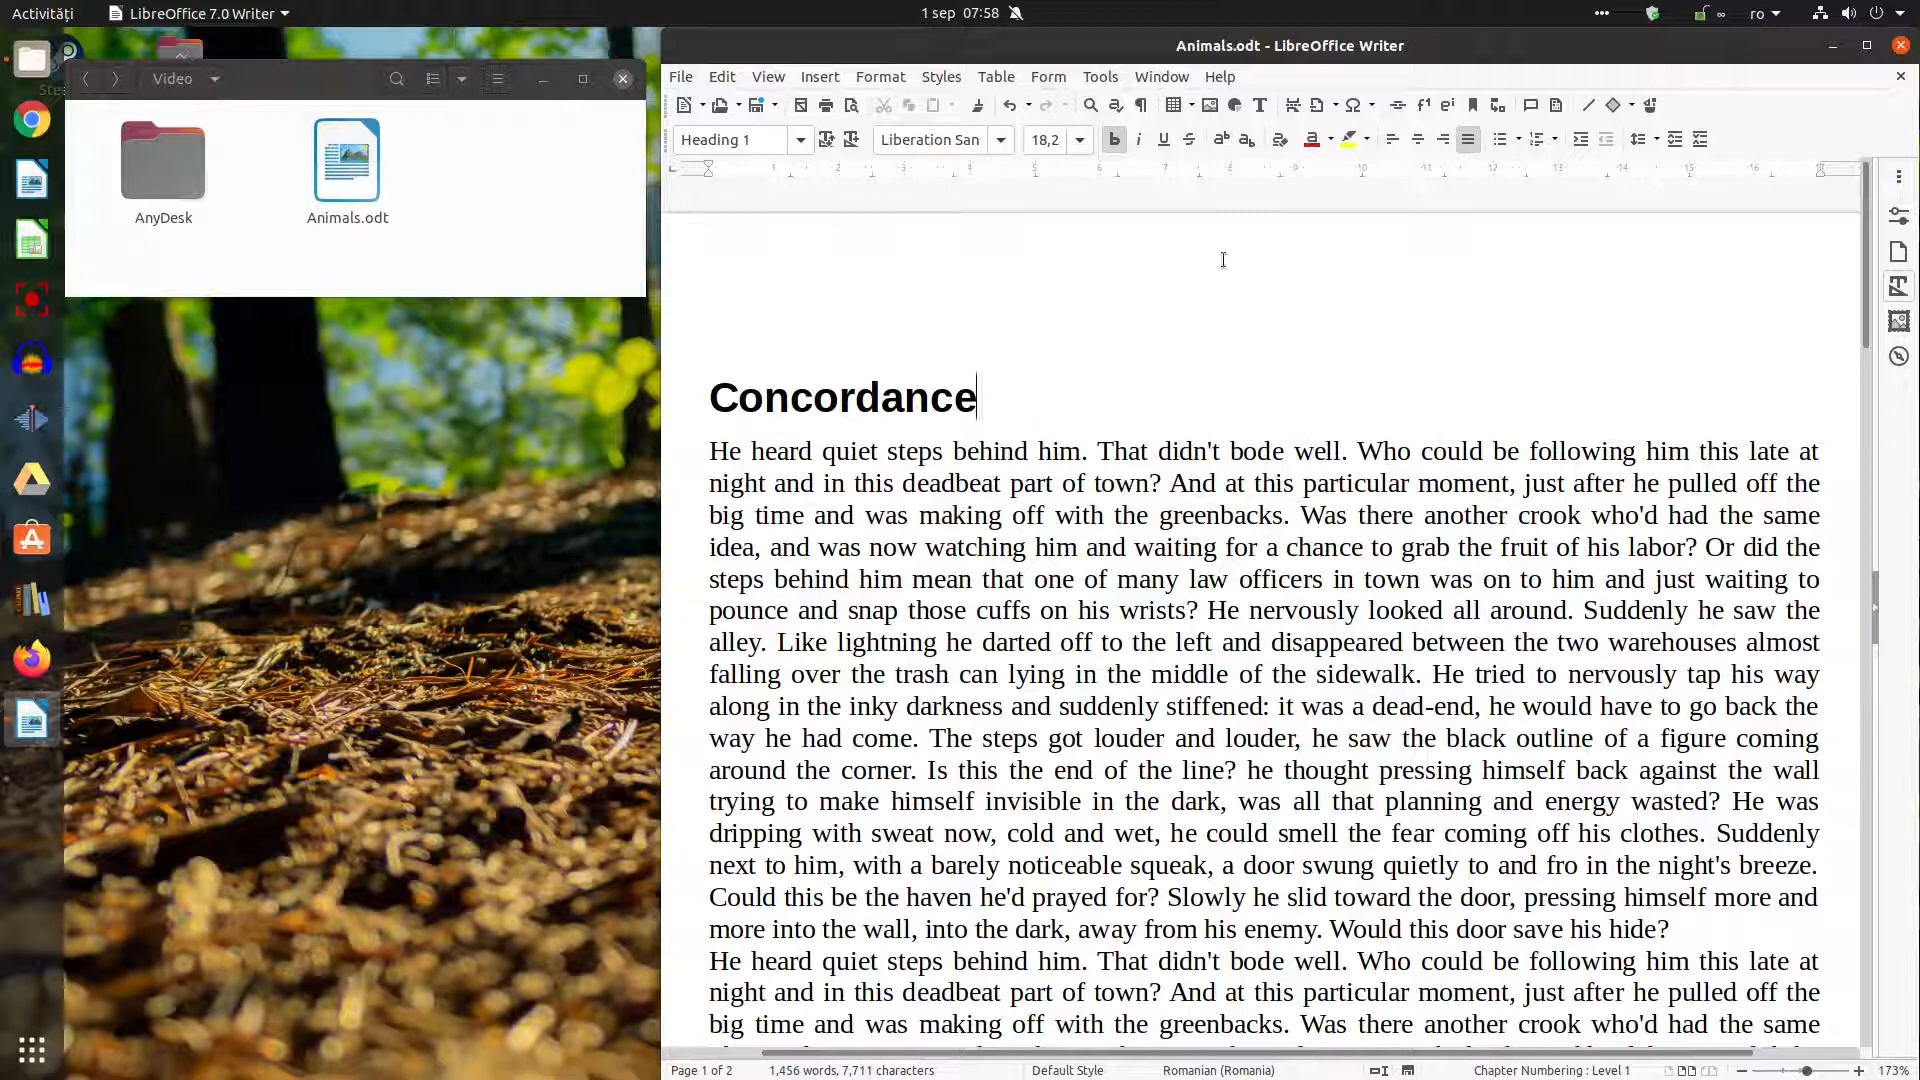 Activități
LibreOffice 7.0 Writer
1 sep 07:58
ro
Video
AnyDesk
Animals.odt
Animals.odt - LibreOffice Writer
File Edit View Insert Format Styles Table Form Tools Window Help
Heading 1
Liberation San
18,2
1 2 3 4 5 6 7 8 9 10 11 12 13 14 15 16
Concordance
He heard quiet steps behind him. That didn't bode well. Who could be following him this late at
night and in this deadbeat part of town? And at this particular moment, just after he pulled off the
big time and was making off with the greenbacks. Was there another crook who'd had the same
idea, and was now watching him and waiting for a chance to grab the fruit of his labor? Or did the
steps behind him mean that one of many law officers in town was on to him and just waiting to
pounce and snap those cuffs on his wrists? He nervously looked all around. Suddenly he saw the
alley. Like lightning he darted off to the left and disappeared between the two warehouses almost
falling over the trash can lying in the middle of the sidewalk. He tried to nervously tap his way
along in the inky darkness and suddenly stiffened: it was a dead-end, he would have to go back the
way he had come. The steps got louder and louder, he saw the black outline of a figure coming
around the corner. Is this the end of the line? he thought pressing himself back against the wall
trying to make himself invisible in the dark, was all that planning and energy wasted? He was
dripping with sweat now, cold and wet, he could smell the fear coming off his clothes. Suddenly
next to him, with a barely noticeable squeak, a door swung quietly to and fro in the night's breeze.
Could this be the haven he'd prayed for? Slowly he slid toward the door, pressing himself more and
more into the wall, into the dark, away from his enemy. Would this door save his hide?
He heard quiet steps behind him. That didn't bode well. Who could be following him this late at
night and in this deadbeat part of town? And at this particular moment, just after he pulled off the
big time and was making off with the greenbacks. Was there another crook who'd had the same
Page 1 of 2
1,456 words, 7,711 characters
Default Style
Romanian (Romania)
Chapter Numbering : Level 1
173%